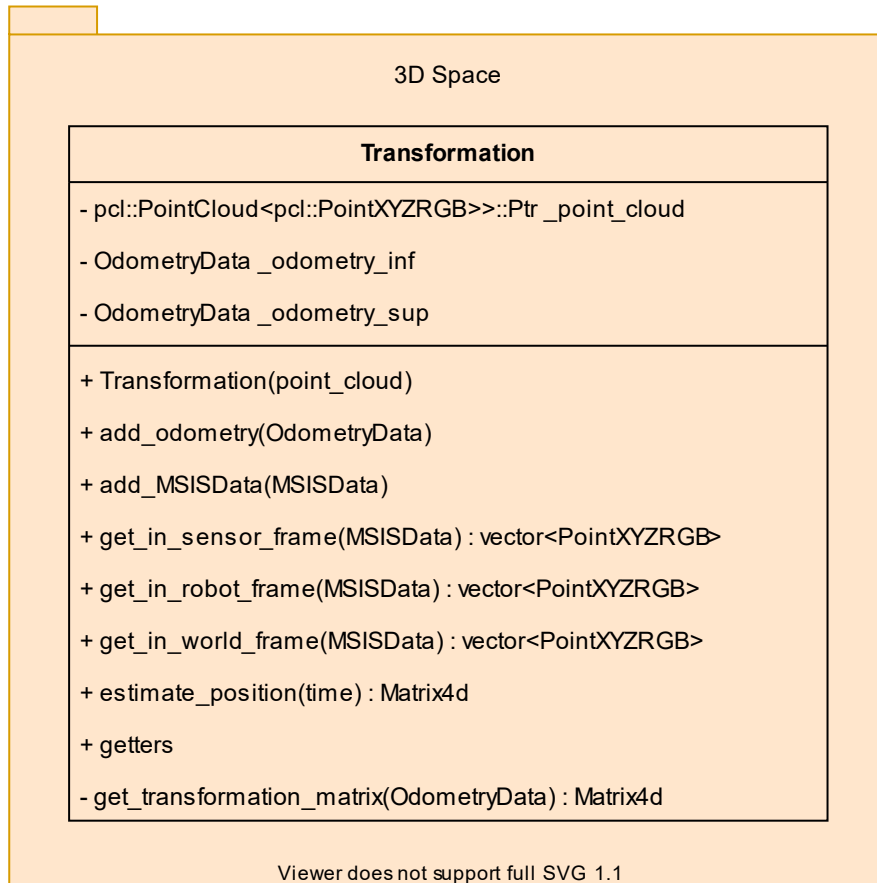 3D Space
Transformation
- pcl::PointCloud<pcl::PointXYZRGB>>::Ptr _point_cloud
- OdometryData _odometry_inf
- OdometryData _odometry_sup
+ Transformation(point_cloud)
+ add_odometry(OdometryData)
+ add_MSISData(MSISData)
+ get_in_sensor_frame(MSISData) : vector<PointXYZRGB>
+ get_in_robot_frame(MSISData) : vector<PointXYZRGB>
+ get_in_world_frame(MSISData) : vector<PointXYZRGB>
+ estimate_position(time) : Matrix4d
+ getters
- get_transformation_matrix(OdometryData) : Matrix4d
Viewer does not support full SVG 1.1